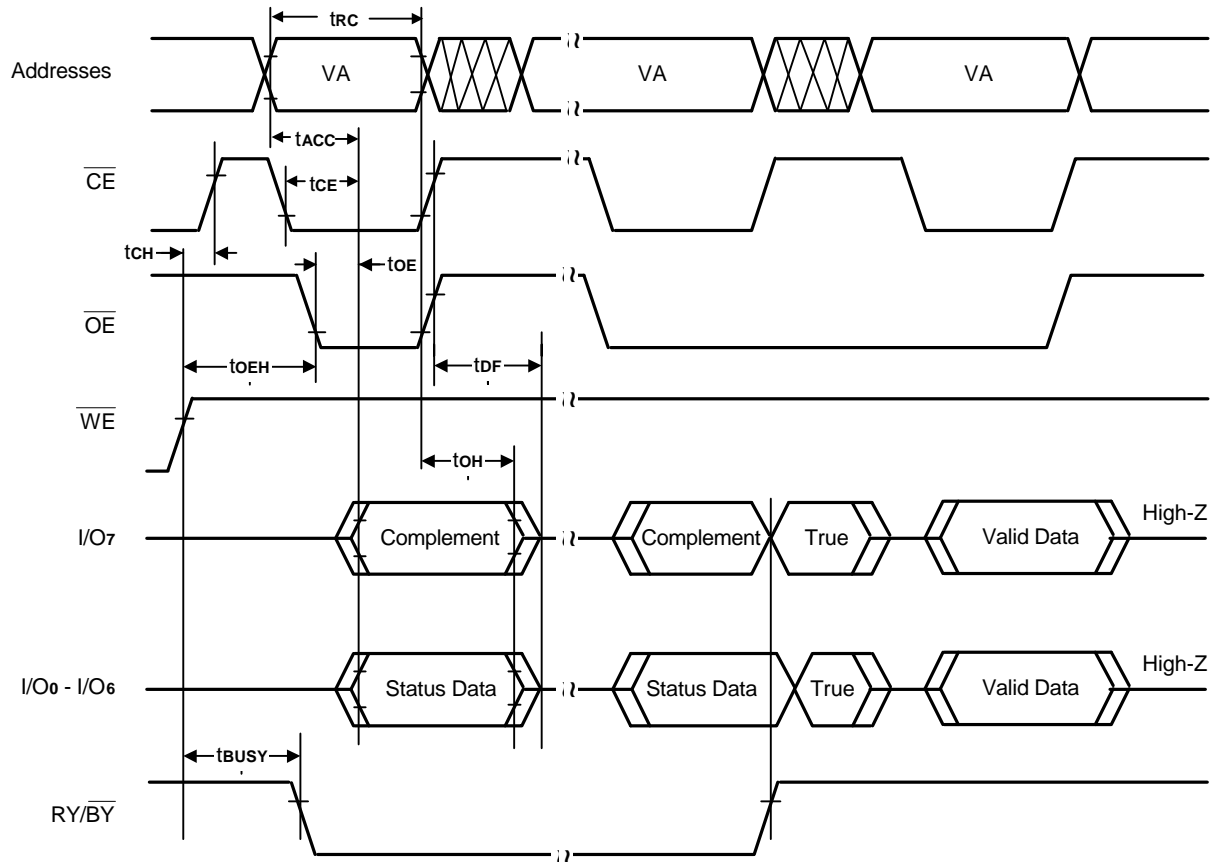 tRC
Addresses
VA
VA
VA
tACC
CE
tCE
tCH
tOE
OE
tOEH
tDF
WE
tOH
High-Z
I/O7
Complement
Complement
True
Valid Data
High-Z
I/O0 - I/O6
Status Data
Status Data
True
Valid Data
tBUSY
RY/BY